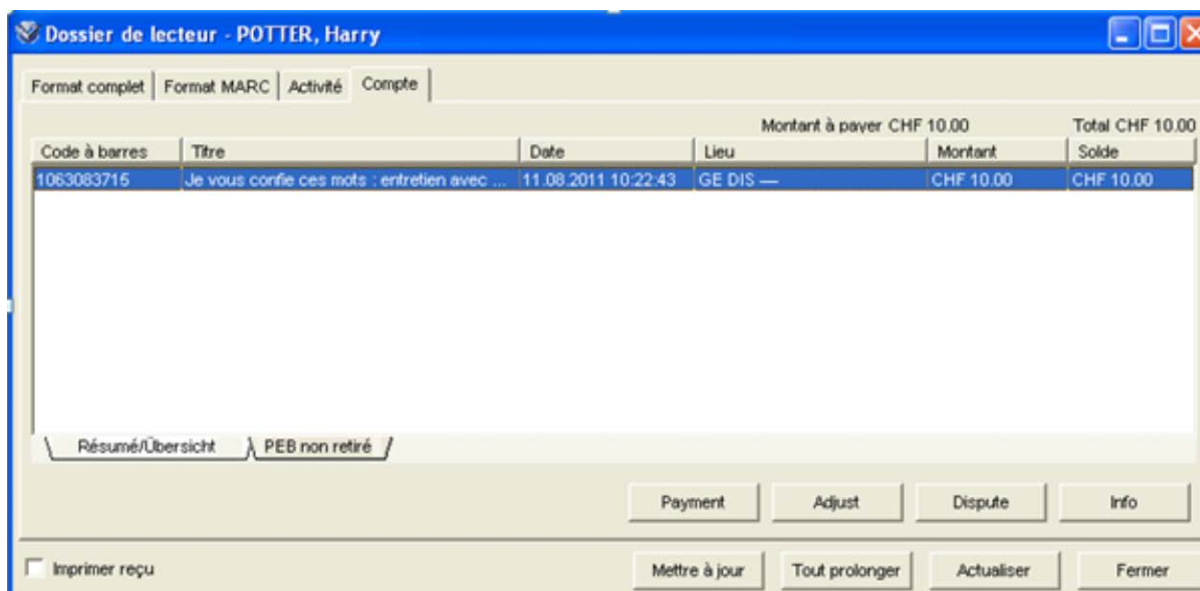 Dossier de lecteur - POTTER, Harry
Format complet Format MARC Activité Compte
Montant à payer CHF 10.00 Total CHF 10.00
Code à barres Titre Date Lieu Montant Solde
1063083715 Je vous confie ces mots : entretien avec ... 11.08.2011 10:22:43 GE DIS — CHF 10.00 CHF 10.00
Résumé/Übersicht PEB non retiré
Payment Adjust Dispute Info
Imprimer reçu Mettre à jour Tout prolonger Actualiser Fermer